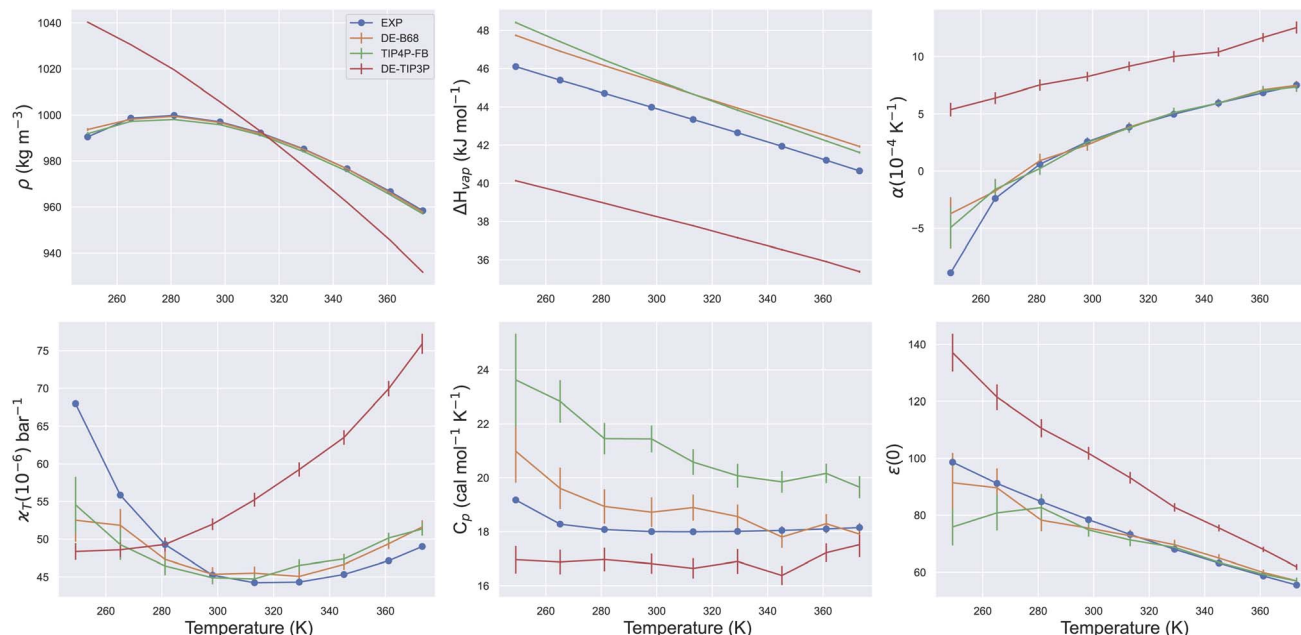 1040
1020
1000
980
960
940
ρ (kg m⁻³)
260 280 300 320 340 360
EXP
DE-B68
TIP4P-FB
DE-TIP3P
48
46
44
42
40
38
36
ΔH_vap (kJ mol⁻¹)
260 280 300 320 340 360
10
5
0
−5
α(10⁻⁴ K⁻¹)
260 280 300 320 340 360
75
70
65
60
55
50
45
ϰ_T(10⁻⁶) bar⁻¹
260 280 300 320 340 360
Temperature (K)
24
22
20
18
16
C_p (cal mol⁻¹ K⁻¹)
260 280 300 320 340 360
Temperature (K)
140
120
100
80
60
ε(0)
260 280 300 320 340 360
Temperature (K)